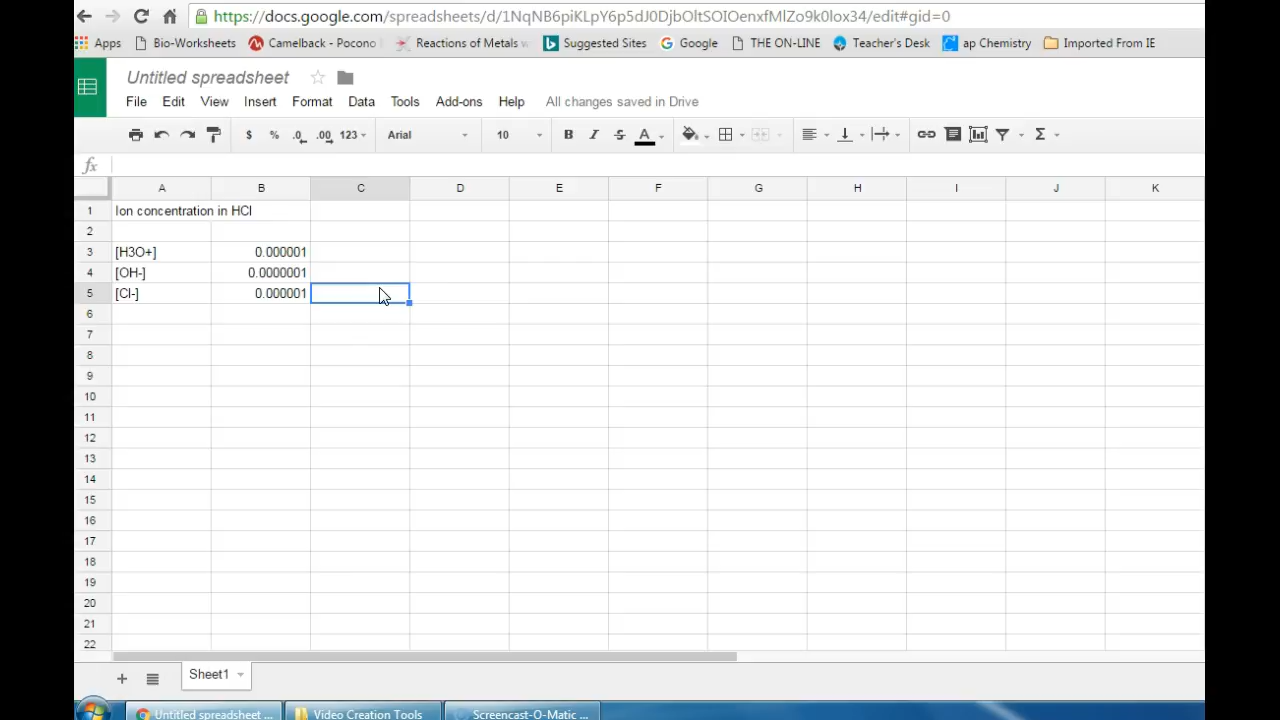 https://docs.google.com/spreadsheets/d/1NqNB6piKLpY6p5dJ0DjbOltSOIOenxfMlZo9k0lox34/edit#gid=0
Apps Bio-Worksheets Camelback - Pocono Reactions of Metals w Suggested Sites Google THE ON-LINE Teacher's Desk ap Chemistry Imported From IE
Untitled spreadsheet
File Edit View Insert Format Data Tools Add-ons Help All changes saved in Drive
$ % .0 .00 123 Arial 10 B I S A Σ
fx
A B C D E F G H I J K
1 Ion concentration in HCl
2
3 [H3O+] 0.000001
4 [OH-] 0.0000001
5 [Cl-] 0.000001
6
7
8
9
10
11
12
13
14
15
16
17
18
19
20
21
22
+ Sheet1
Untitled spreadsheet ... Video Creation Tools Screencast-O-Matic ...